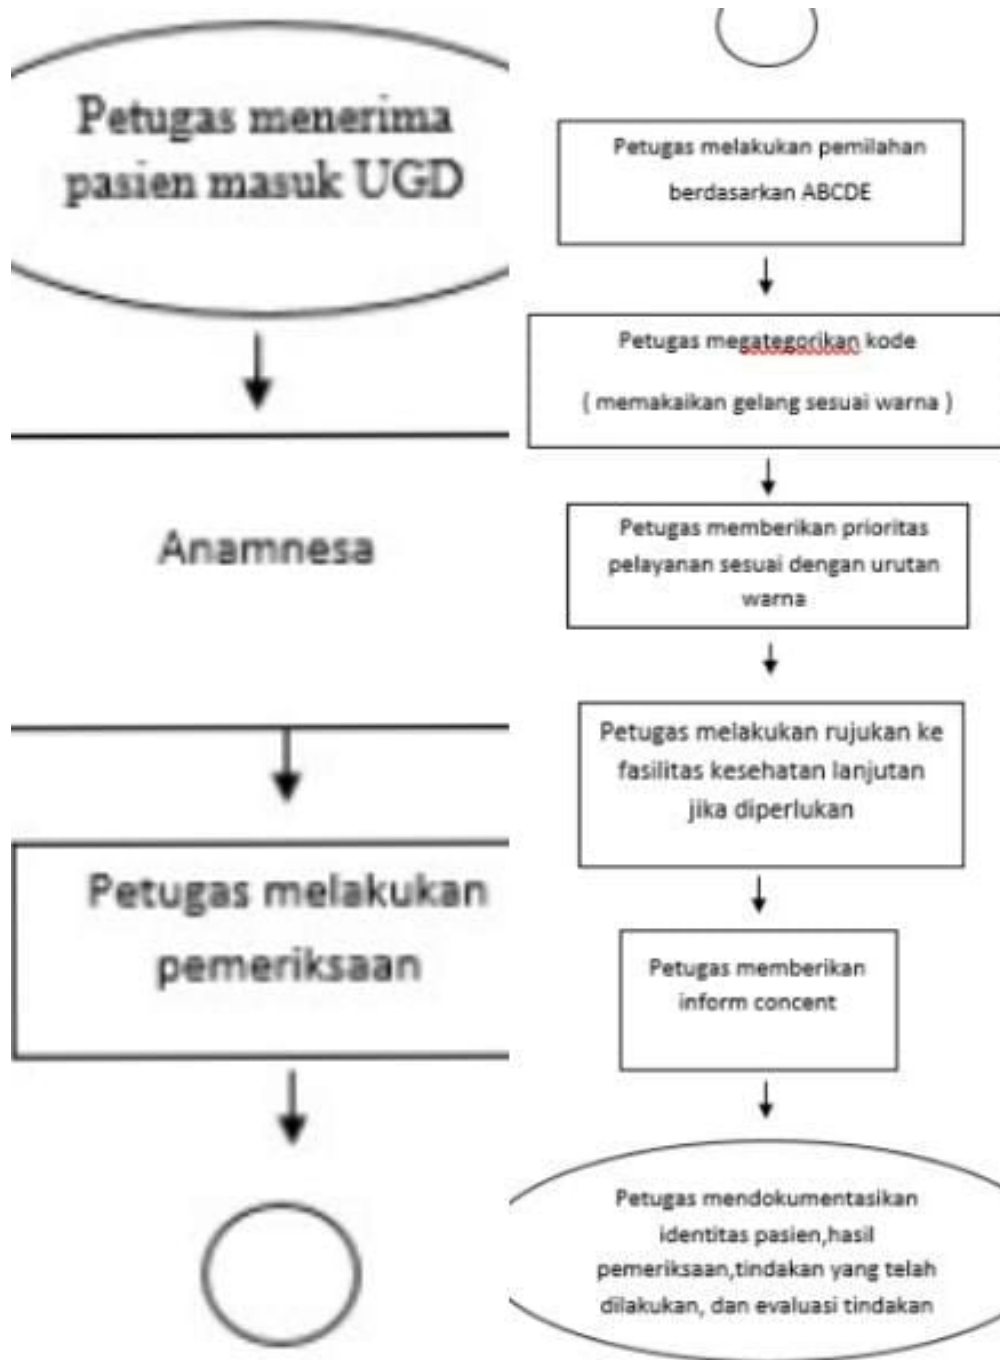 Petugas menerima
pasien masuk UGD
Anamnesa
Petugas melakukan
pemeriksaan
Petugas melakukan pemilahan
berdasarkan ABCDE
Petugas megategorikan kode
( memakaikan gelang sesuai warna )
Petugas memberikan prioritas
pelayanan sesuai dengan urutan
warna
Petugas melakukan rujukan ke
fasilitas kesehatan lanjutan
jika diperlukan
Petugas memberikan
inform concent
Petugas mendokumentasikan
identitas pasien,hasil
pemeriksaan,tindakan yang telah
dilakukan, dan evaluasi tindakan